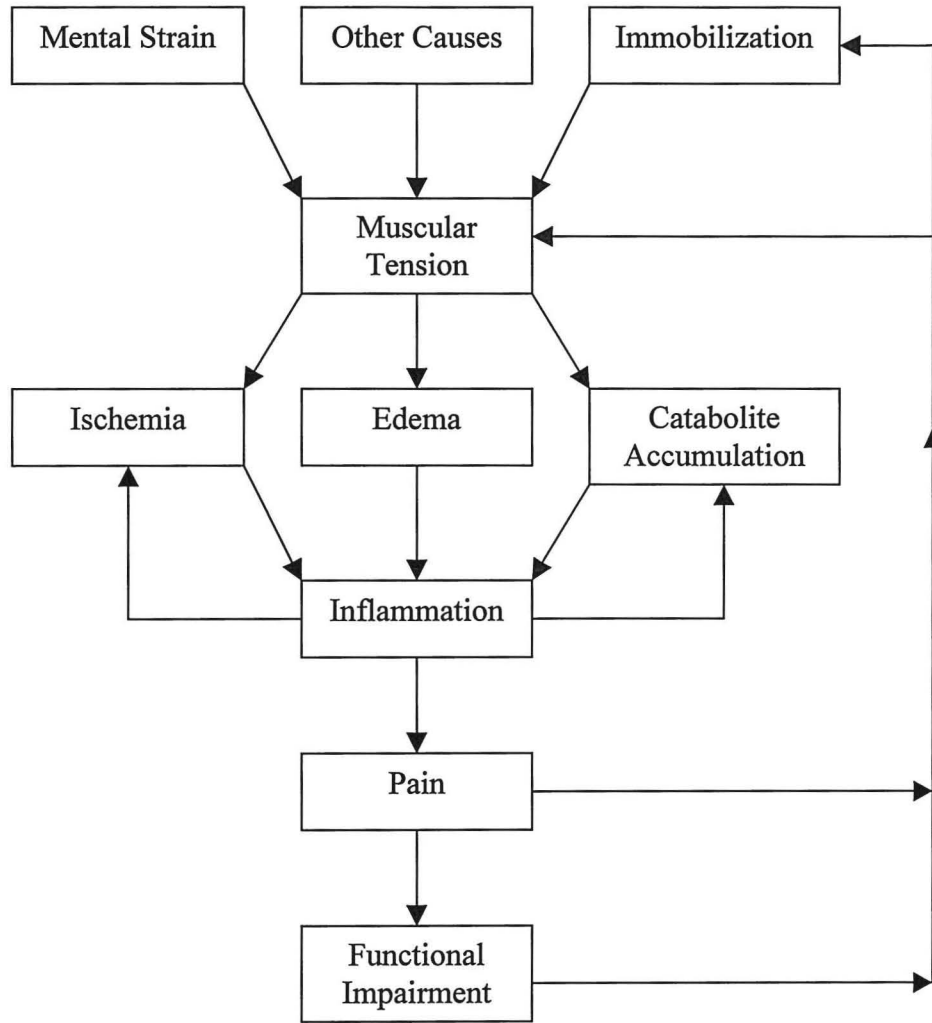 Mental Strain
Other Causes
Immobilization
Muscular
Tension
Ischemia
Edema
Catabolite
Accumulation
Inflammation
Pain
Functional
Impairment